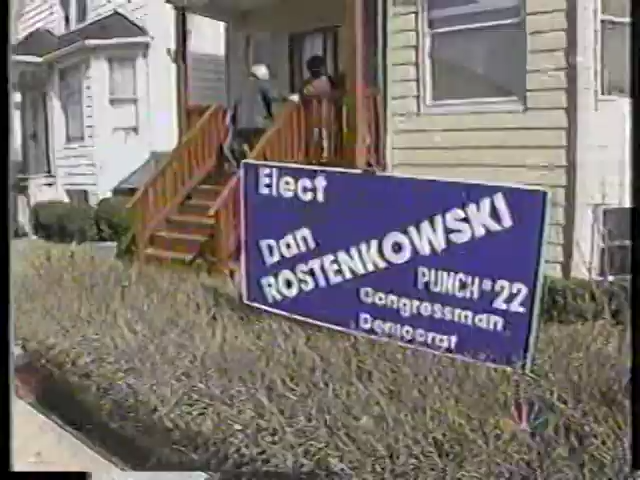 Elect
Dan
ROSTENKOWSKI
PUNCH #22
Congressman
Democrat